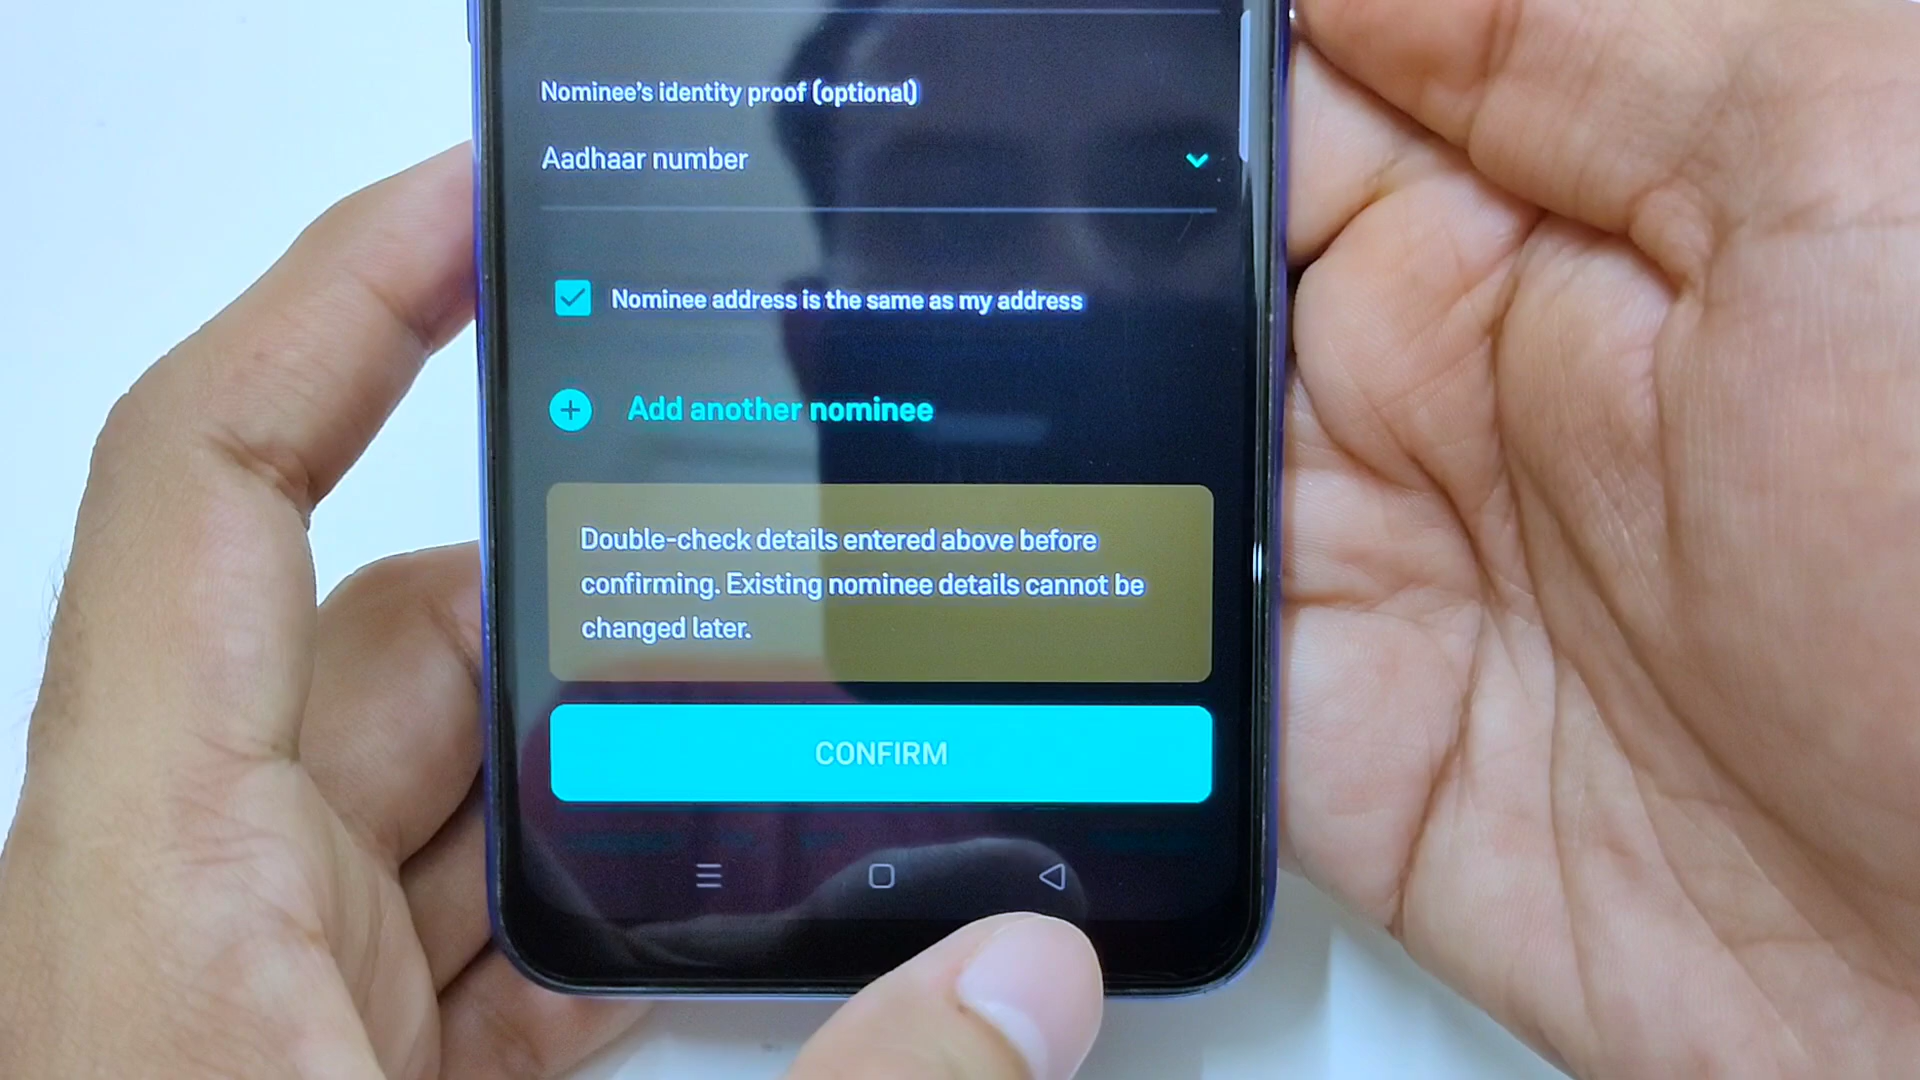 Nominee's identity proof (optional)
Aadhaar number
Nominee address is the same as my address
Add another nominee
Double-check details entered above before
confirming. Existing nominee details cannot be
changed later.
CONFIRM